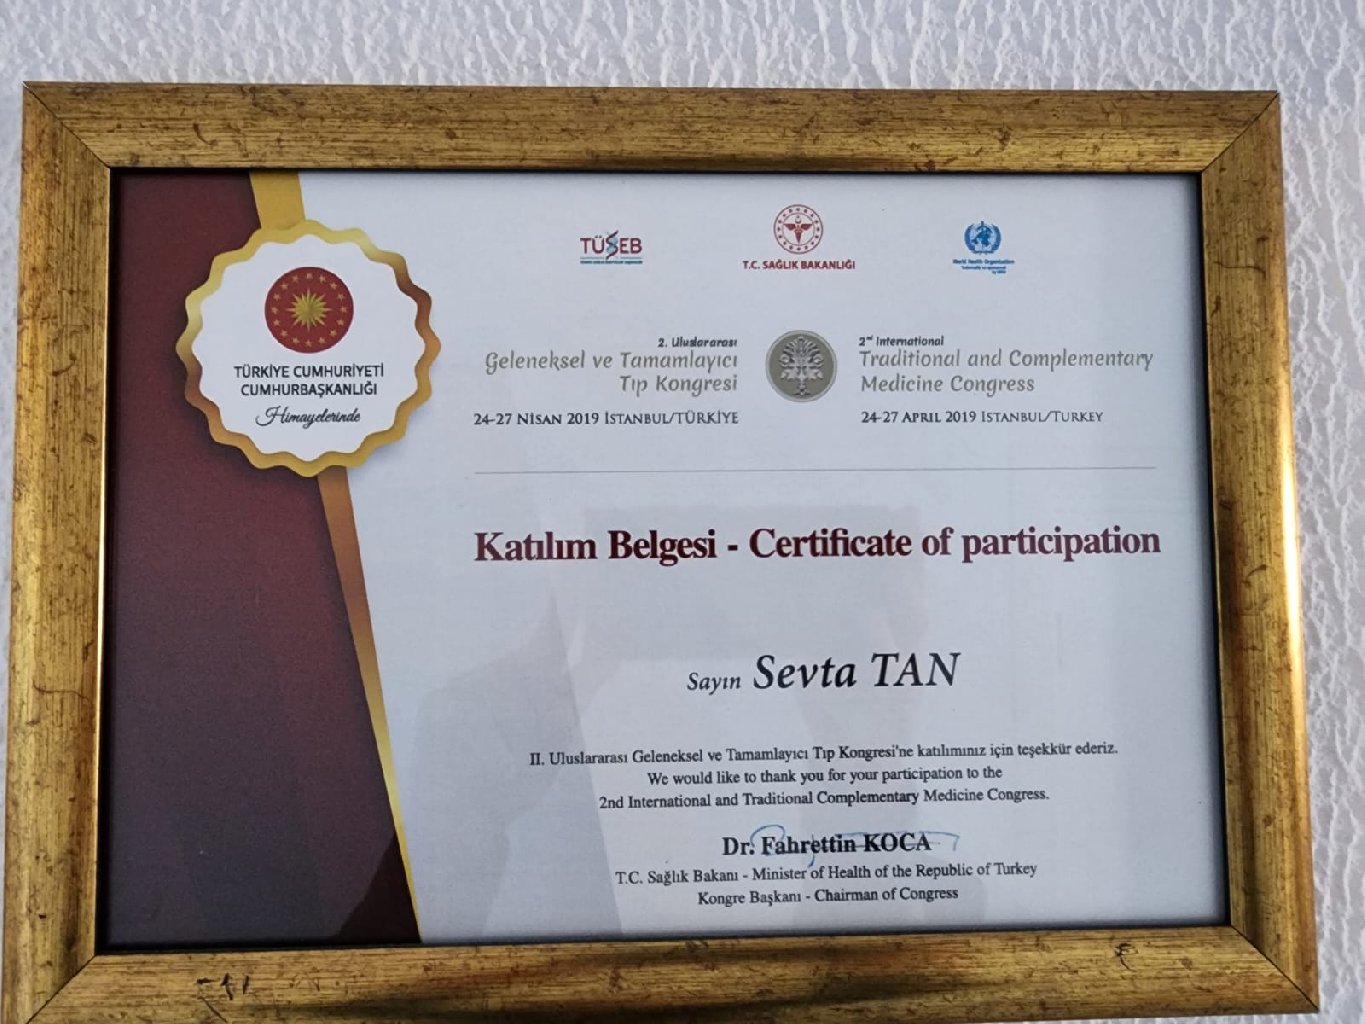 TÜSEB
T.C. SAĞLIK BAKANLIĞI
World Health Organization
TÜRKİYE CUMHURİYETİ
CUMHURBAŞKANLIĞI
Himayelerinde
2. Uluslararası
Geleneksel ve Tamamlayıcı
Tıp Kongresi
24-27 NİSAN 2019 İSTANBUL/TÜRKİYE
2nd International
Traditional and Complementary
Medicine Congress
24-27 APRIL 2019 ISTANBUL/TURKEY
Katılım Belgesi - Certificate of participation
Sayın Sevta TAN
II. Uluslararası Geleneksel ve Tamamlayıcı Tıp Kongresi'ne katılımınız için teşekkür ederiz.
We would like to thank you for your participation to the
2nd International and Traditional Complementary Medicine Congress.
Dr. Fahrettin KOCA
T.C. Sağlık Bakanı - Minister of Health of the Republic of Turkey
Kongre Başkanı - Chairman of Congress